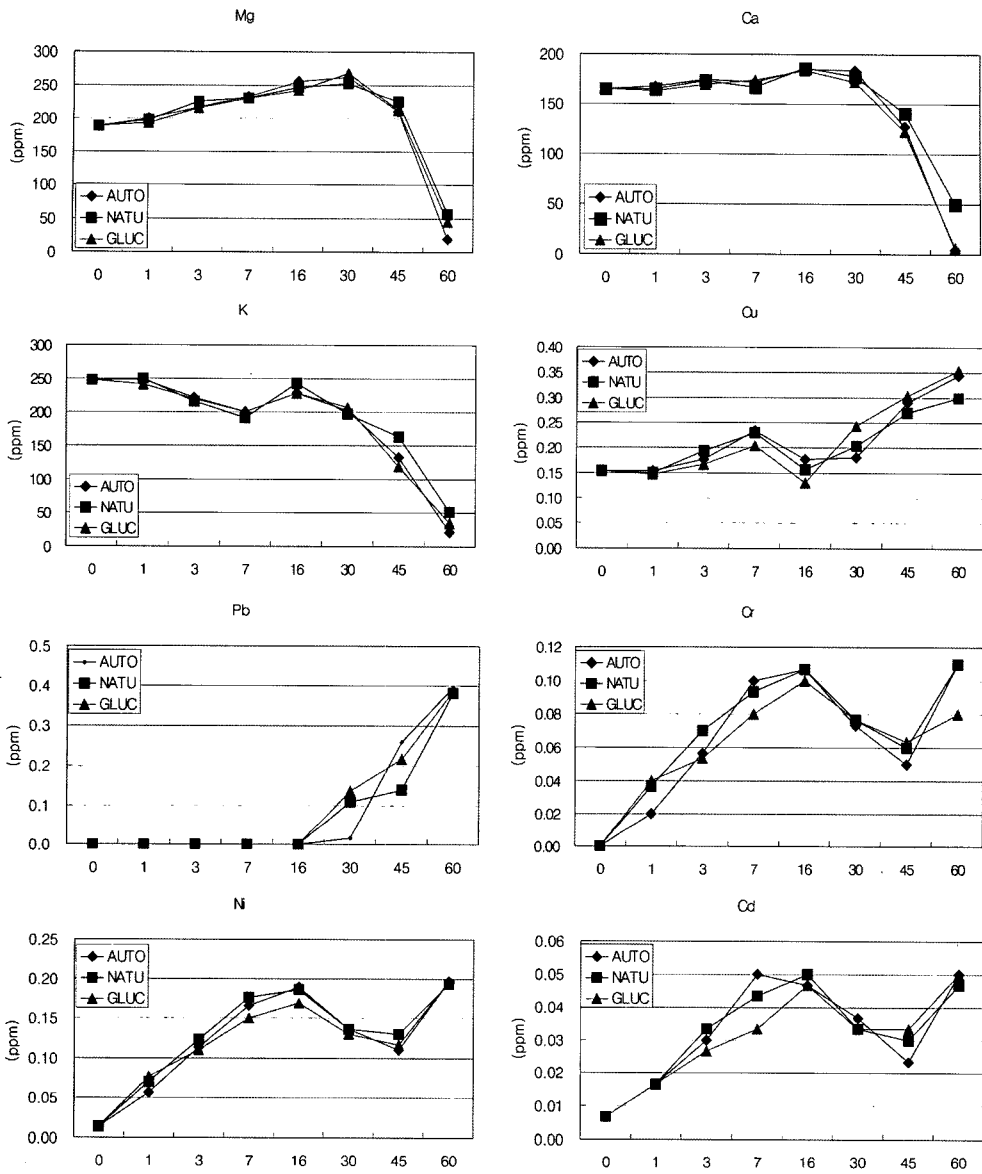 Mg
300
250
200
150
100
50
0
(ppm)
AUTO
NATU
GLUC
0 1 3 7 16 30 45 60
Ca
200
150
100
50
0
(ppm)
AUTO
NATU
GLUC
0 1 3 7 16 30 45 60
K
300
250
200
150
100
50
0
(ppm)
AUTO
NATU
GLUC
0 1 3 7 16 30 45 60
Cu
0.40
0.35
0.30
0.25
0.20
0.15
0.10
0.05
0.00
(ppm)
AUTO
NATU
GLUC
0 1 3 7 16 30 45 60
Pb
0.5
0.4
0.3
0.2
0.1
0.0
(ppm)
AUTO
NATU
GLUC
0 1 3 7 16 30 45 60
Cr
0.12
0.10
0.08
0.06
0.04
0.02
0.00
(ppm)
AUTO
NATU
GLUC
0 1 3 7 16 30 45 60
Ni
0.25
0.20
0.15
0.10
0.05
0.00
(ppm)
AUTO
NATU
GLUC
0 1 3 7 16 30 45 60
Cd
0.06
0.05
0.04
0.03
0.02
0.01
0.00
(ppm)
AUTO
NATU
GLUC
0 1 3 7 16 30 45 60